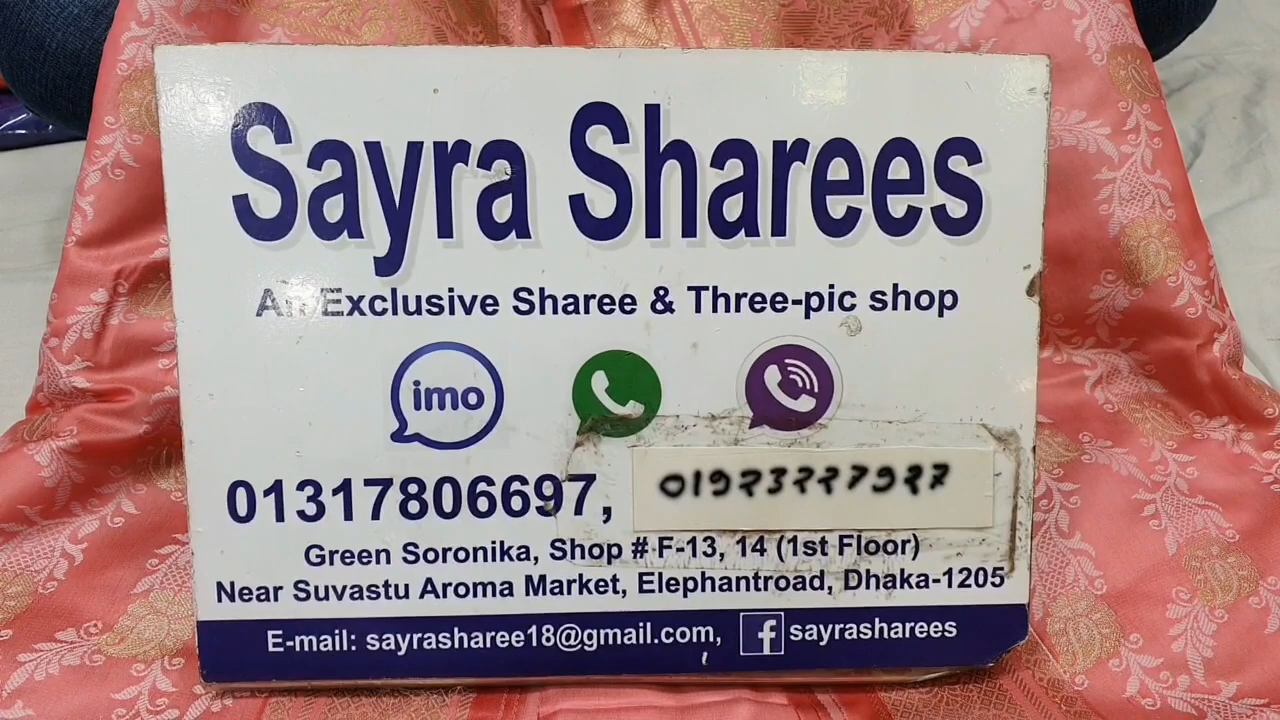 Sayra Sharees
An Exclusive Sharee & Three-pic shop
imo
01317806697,
Green Soronika, Shop # F-13, 14 (1st Floor)
Near Suvastu Aroma Market, Elephantroad, Dhaka-1205
E-mail: sayrasharee18@gmail.com, f sayrasharees